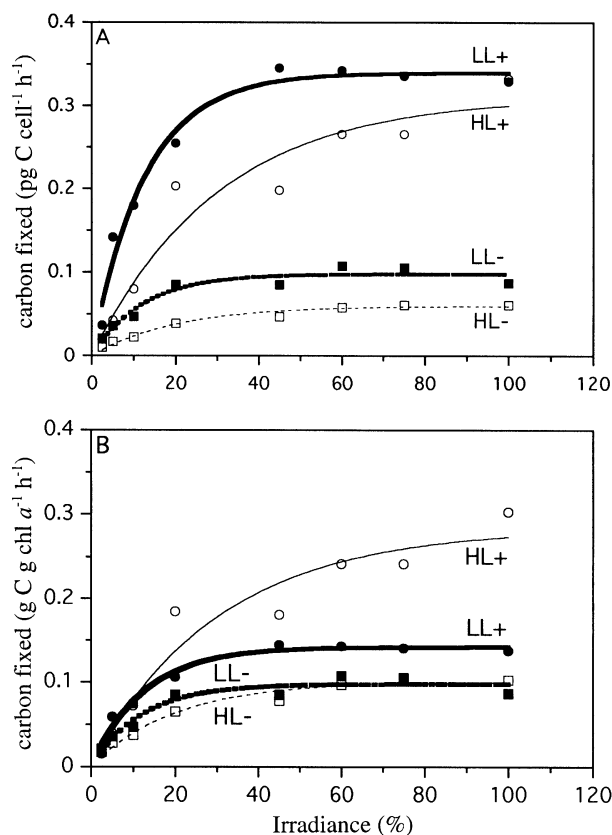 A
carbon fixed (pg C cell⁻¹ h⁻¹)
0.4
0.3
0.2
0.1
0
LL+
HL+
LL-
HL-
0 20 40 60 80 100 120
B
carbon fixed (g C g chl a⁻¹ h⁻¹)
0.4
0.3
0.2
0.1
0
HL+
LL+
LL-
HL-
0 20 40 60 80 100 120
Irradiance (%)